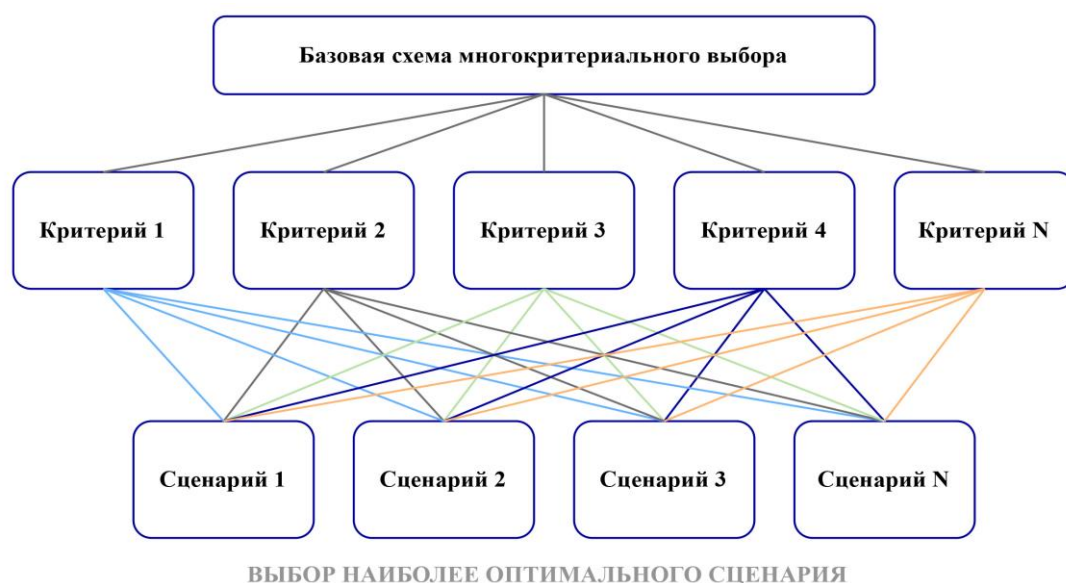 Базовая схема многокритериального выбора
Критерий 1
Критерий 2
Критерий 3
Критерий 4
Критерий N
Сценарий 1
Сценарий 2
Сценарий 3
Сценарий N
ВЫБОР НАИБОЛЕЕ ОПТИМАЛЬНОГО СЦЕНАРИЯ